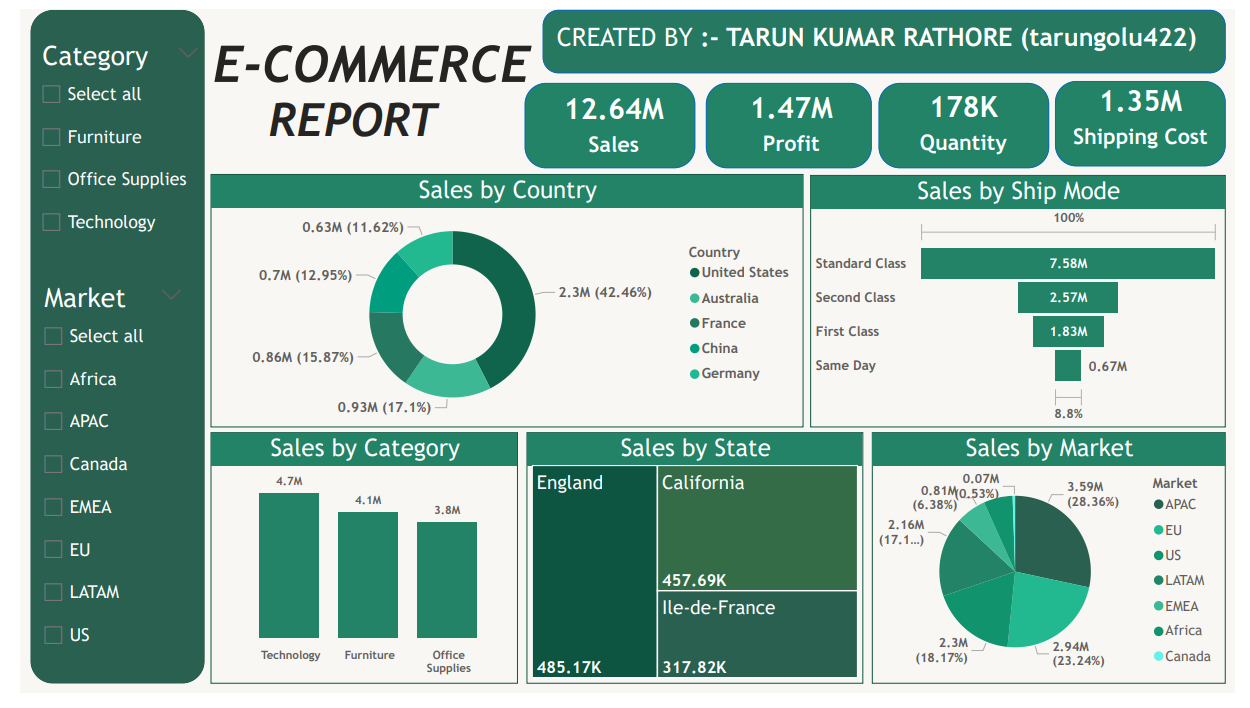 Category
Select all
Furniture
Office Supplies
Technology
Market
Select all
Africa
APAC
Canada
EMEA
EU
LATAM
US
E-COMMERCE
REPORT
CREATED BY :- TARUN KUMAR RATHORE (tarungolu422)
12.64M
Sales
1.47M
Profit
178K
Quantity
1.35M
Shipping Cost
Sales by Country
0.63M (11.62%)
0.7M (12.95%)
2.3M (42.46%)
0.86M (15.87%)
0.93M (17.1%)
Country
United States
Australia
France
China
Germany
Sales by Ship Mode
100%
Standard Class
7.58M
Second Class
2.57M
First Class
1.83M
Same Day
0.67M
8.8%
Sales by Category
4.7M
4.1M
3.8M
Technology
Furniture
Office
Supplies
Sales by State
England
485.17K
California
457.69K
Ile-de-France
317.82K
Sales by Market
0.07M
(0.53%)
0.81M
(6.38%)
2.16M
(17.1...)
2.3M
(18.17%)
2.94M
(23.24%)
3.59M
(28.36%)
Market
APAC
EU
US
LATAM
EMEA
Africa
Canada